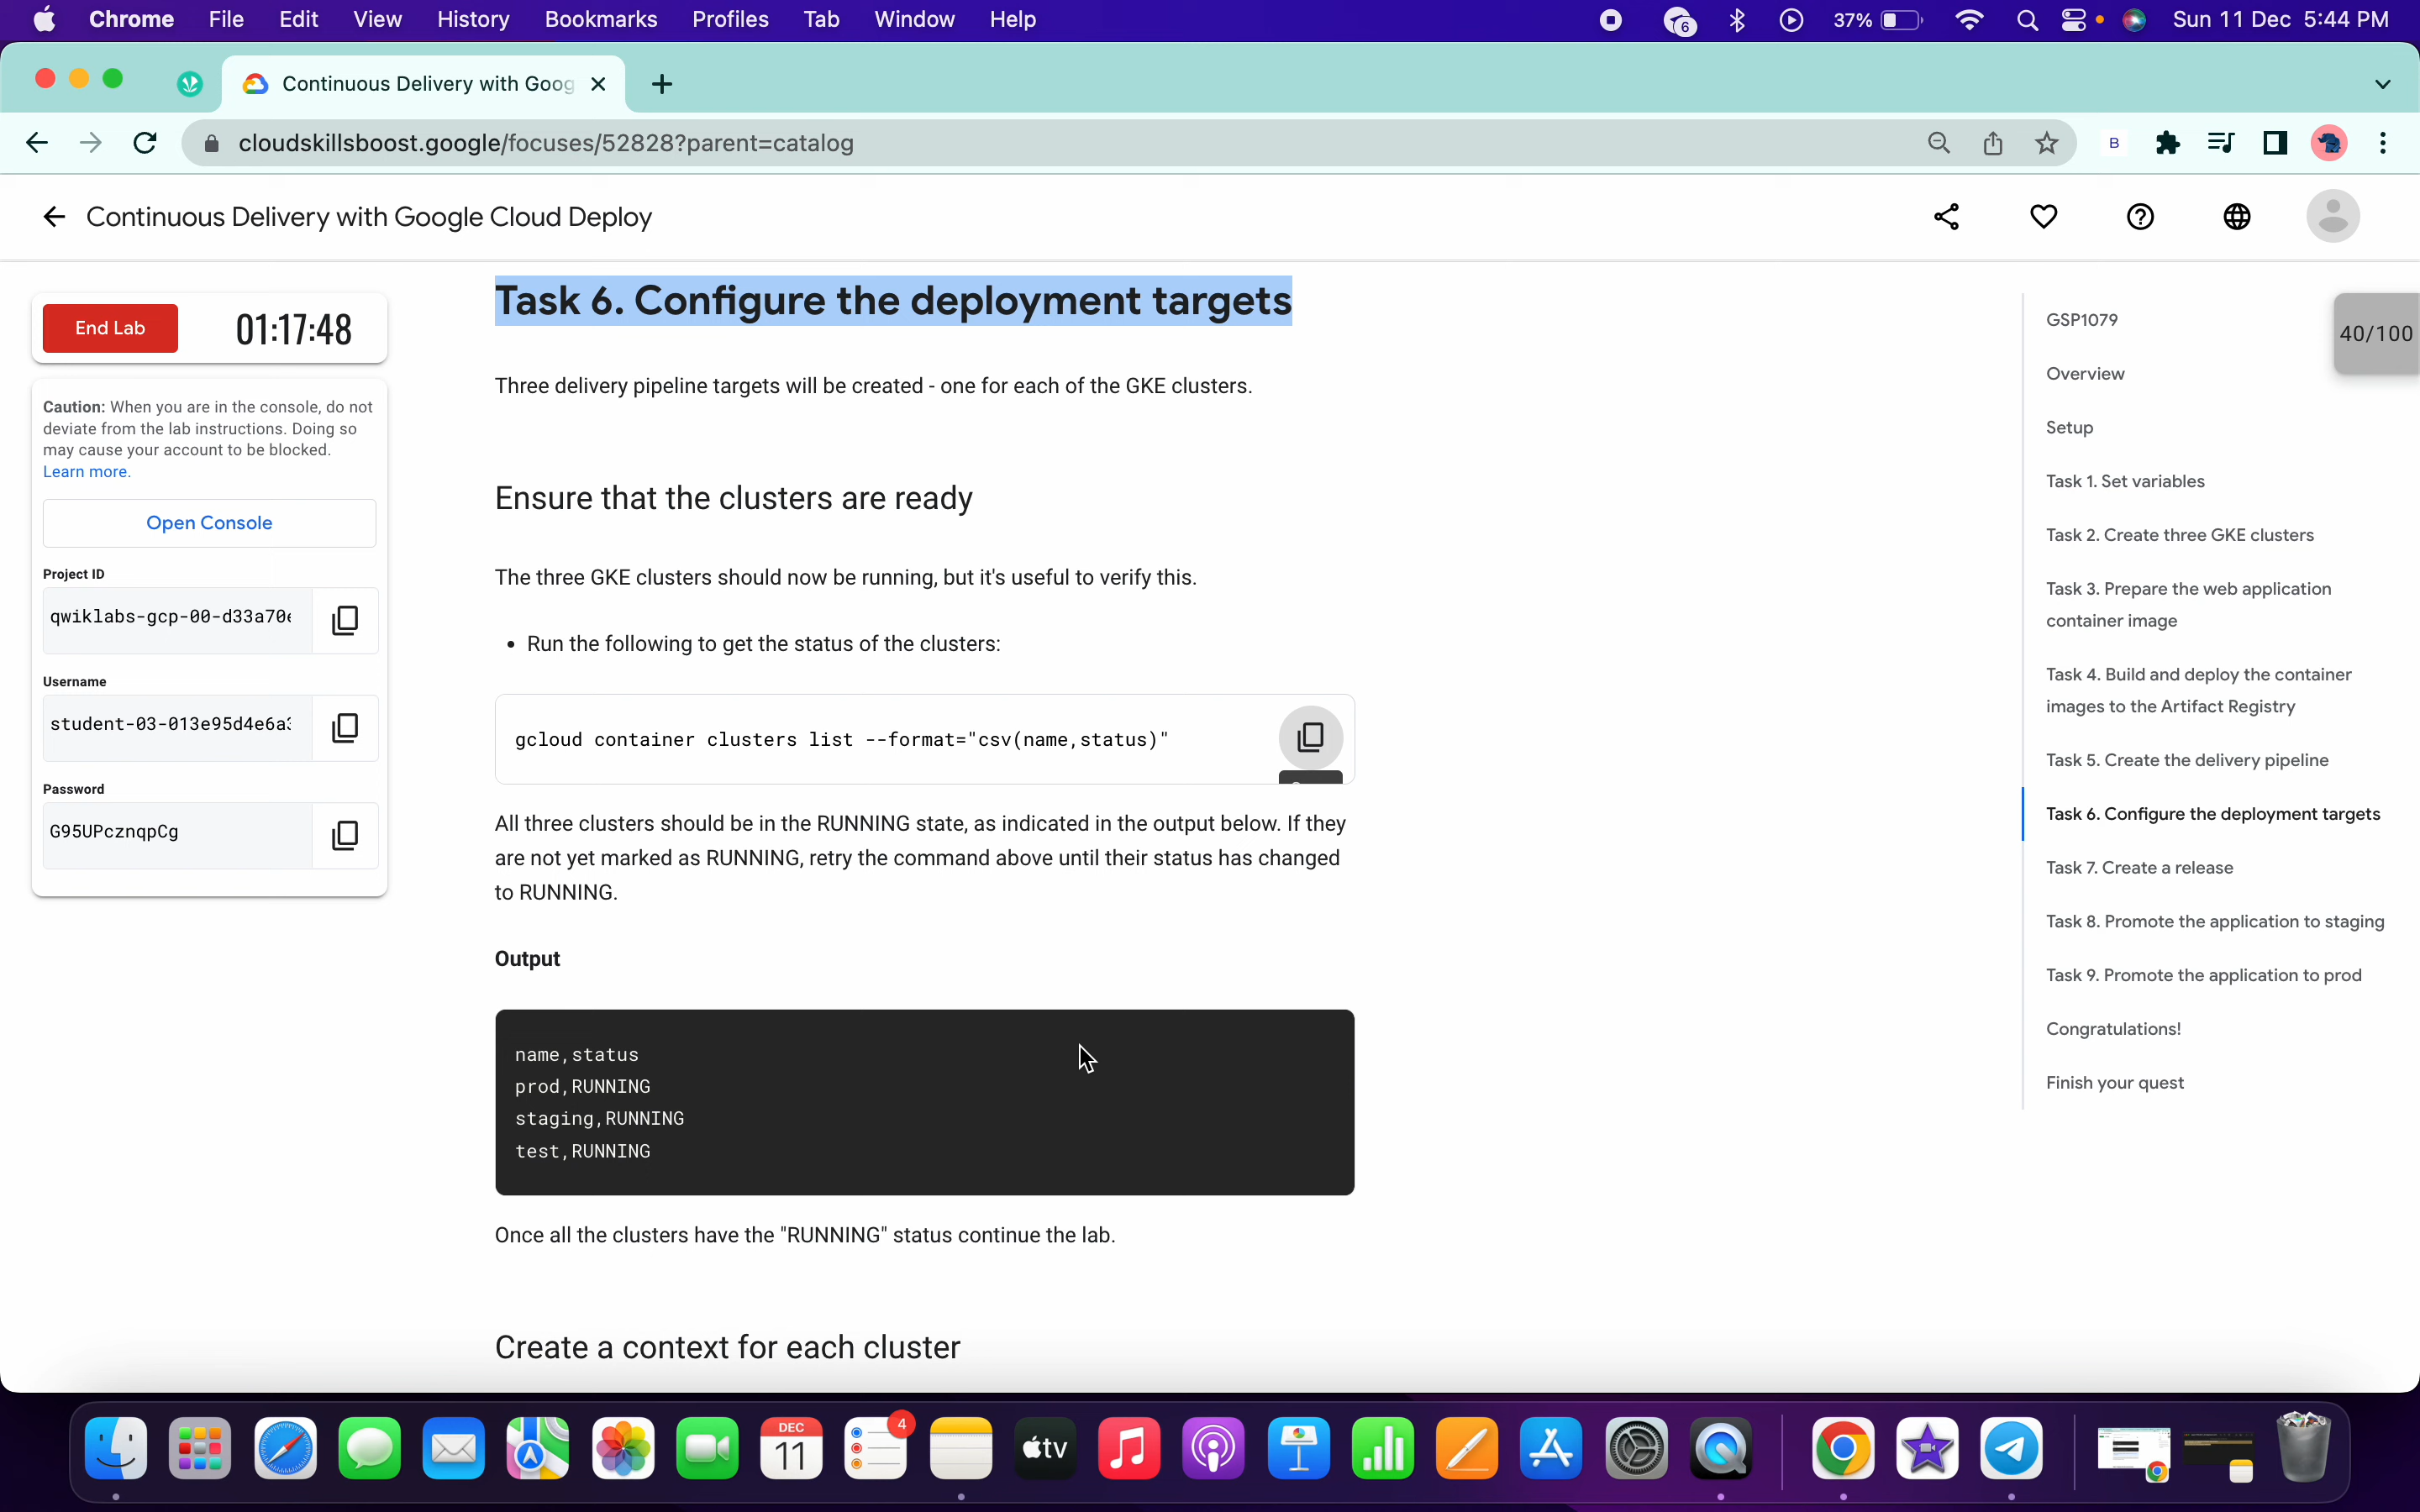 Chrome File Edit View History Bookmarks Profiles Tab Window Help 6 37% Sun 11 Dec 5:44 PM
Continuous Delivery with Goog
cloudskillsboost.google/focuses/52828?parent=catalog
B
Continuous Delivery with Google Cloud Deploy
End Lab 01:17:48
Caution: When you are in the console, do not
deviate from the lab instructions. Doing so
may cause your account to be blocked.
Learn more.
Open Console
Project ID
qwiklabs-gcp-00-d33a70
Username
student-03-013e95d4e6a
Password
G95UPcznqpCg
Task 6. Configure the deployment targets
Three delivery pipeline targets will be created - one for each of the GKE clusters.
Ensure that the clusters are ready
The three GKE clusters should now be running, but it's useful to verify this.
• Run the following to get the status of the clusters:
gcloud container clusters list --format="csv(name,status)"
All three clusters should be in the RUNNING state, as indicated in the output below. If they
are not yet marked as RUNNING, retry the command above until their status has changed
to RUNNING.
Output
name,status
prod,RUNNING
staging,RUNNING
test,RUNNING
Once all the clusters have the "RUNNING" status continue the lab.
Create a context for each cluster
GSP1079
Overview
Setup
Task 1. Set variables
Task 2. Create three GKE clusters
Task 3. Prepare the web application
container image
Task 4. Build and deploy the container
images to the Artifact Registry
Task 5. Create the delivery pipeline
Task 6. Configure the deployment targets
Task 7. Create a release
Task 8. Promote the application to staging
Task 9. Promote the application to prod
Congratulations!
Finish your quest
40/100
DEC
11
4
tv